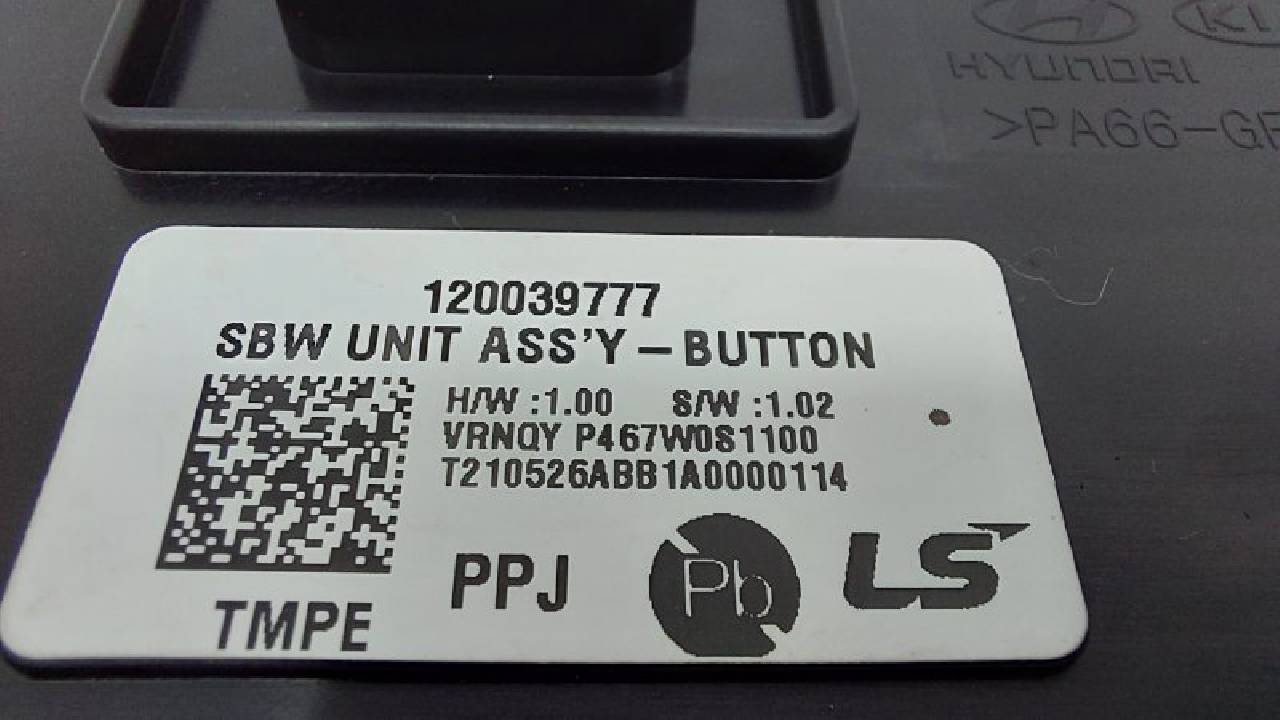 HYUNDAI
>PA66-GF
120039777
SBW UNIT ASS'Y-BUTTON
H/W :1.00 S/W :1.02
VRNQY P467W0S1100
T210526ABB1A0000114
PPJ
Pb
LS
TMPE